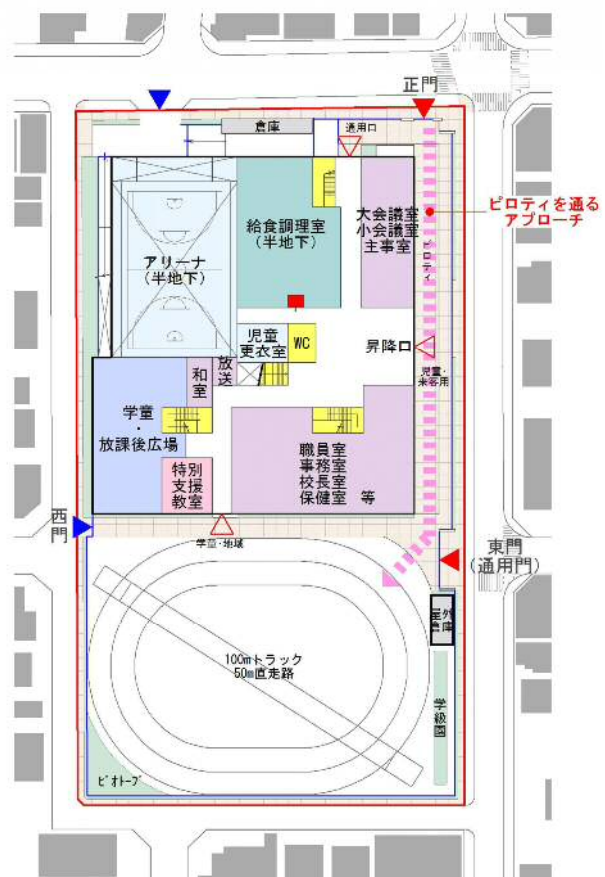 正門
倉庫
通用口
ピロティを通る
アプローチ
大会議室
小会議室
主事室
給食調理室
(半地下)
ピロティ
アリーナ
(半地下)
児童
更衣室
WC
昇降口
児童・
来客用
放送
和室
学童
・
放課後広場
職員室
事務室
校長室
保健室 等
特別
支援
教室
西門
学童・地域
東門
(通用門)
屋外
倉庫
100mトラック
50m直走路
学級園
ビオトープ